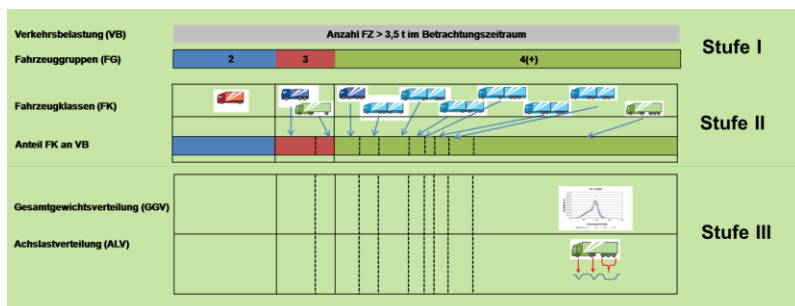 Verkehrsbelastung (VB)
Anzahl FZ > 3,5 t im Betrachtungszeitraum
Stufe I
Fahrzeuggruppen (FG)
2
3
4(+)
Fahrzeugklassen (FK)
Stufe II
Anteil FK an VB
Gesamtgewichtsverteilung (GGV)
Stufe III
Achslastverteilung (ALV)